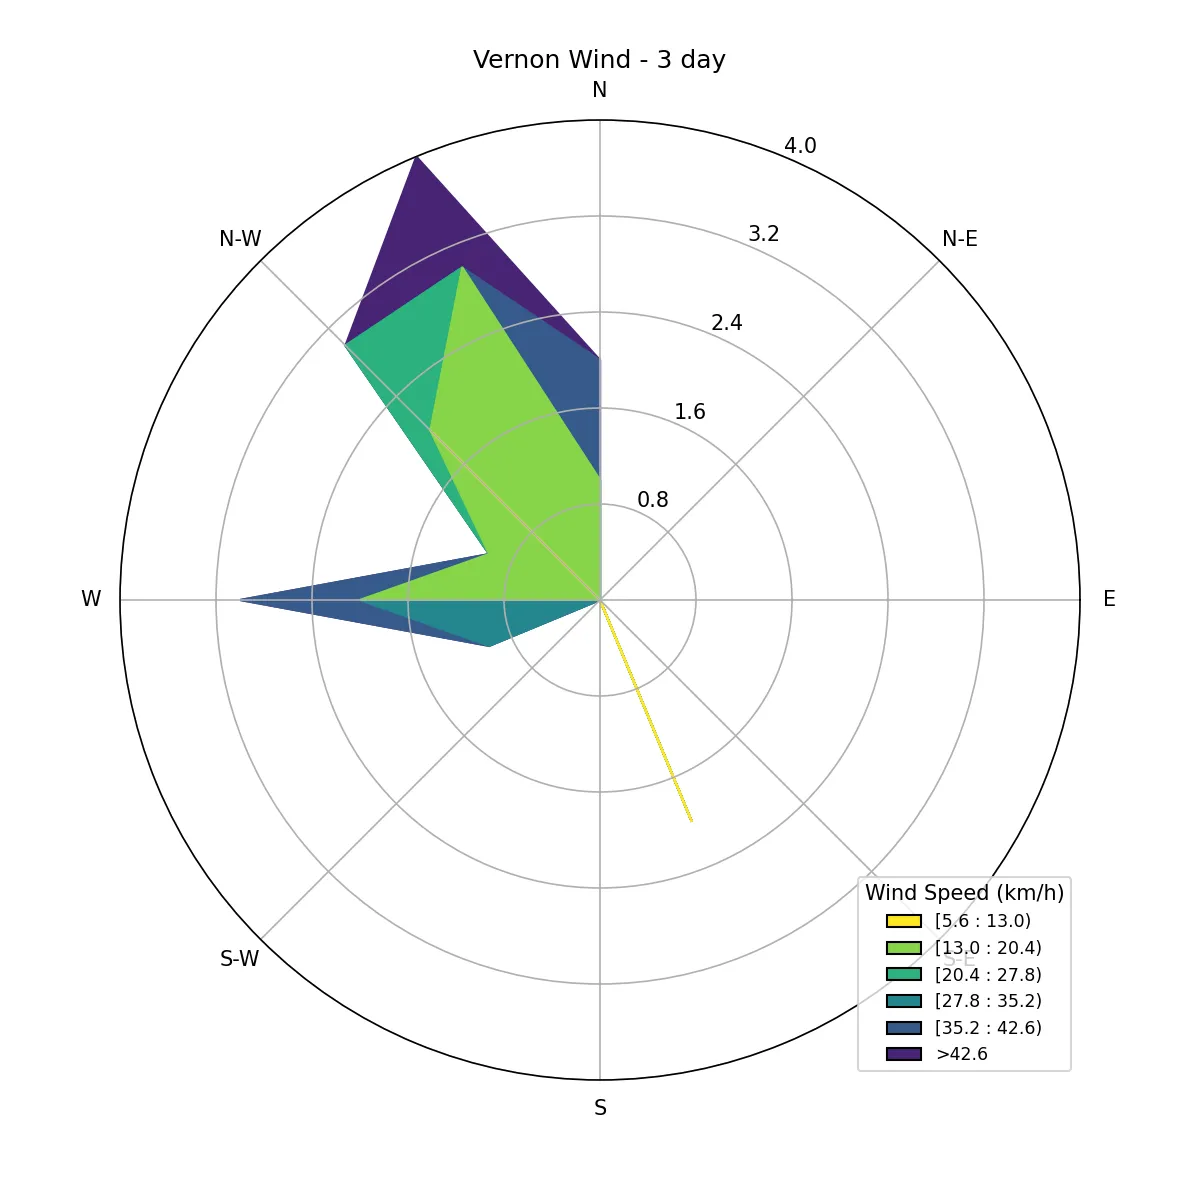 Vernon Wind - 3 day
N
4.0
N-W
3.2
N-E
2.4
1.6
0.8
W
E
S-W
S-E
S
Wind Speed (km/h)
[5.6 : 13.0)
[13.0 : 20.4)
[20.4 : 27.8)
[27.8 : 35.2)
[35.2 : 42.6)
>42.6